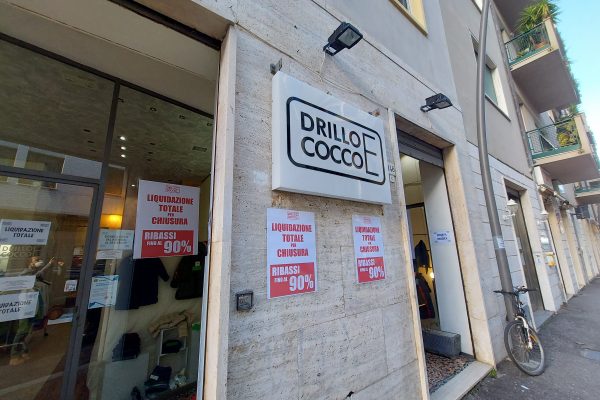 DRILLO E
COCCO
LIQUIDAZIONE
TOTALE
PER
CHIUSURA
RIBASSI
FINO AL 90%
LIQUIDAZIONE
TOTALE
PER
CHIUSURA
RIBASSI
FINO AL 90%
LIQUIDAZIONE
TOTALE
PER
CHIUSURA
RIBASSI
FINO AL 90%
LIQUIDAZIONE
TOTALE